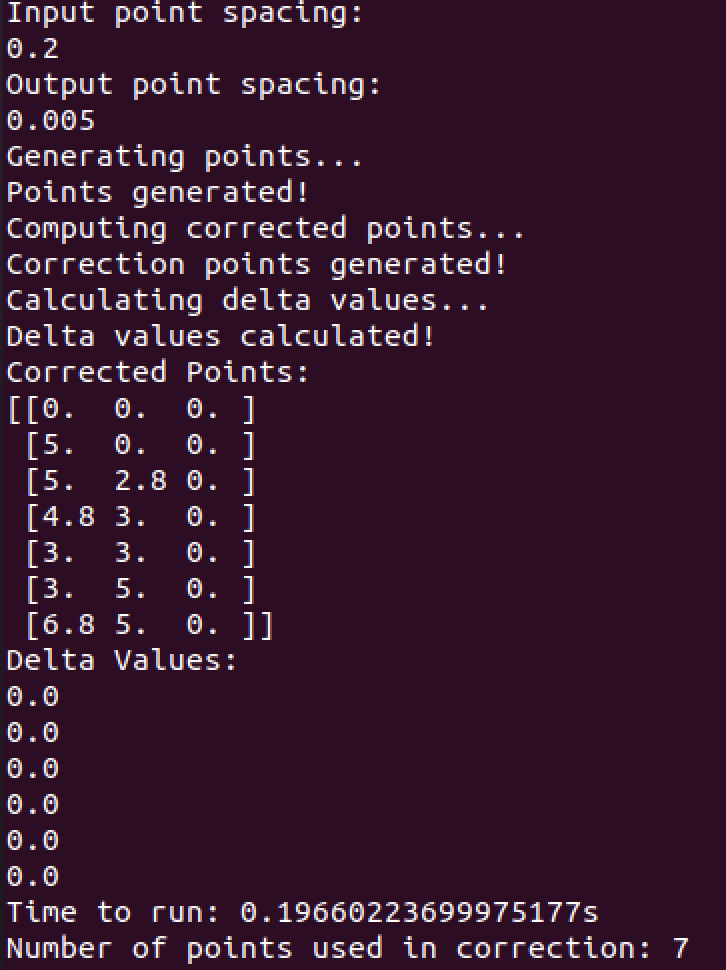 Input point spacing:
0.2
Output point spacing:
0.005
Generating points...
Points generated!
Computing corrected points...
Correction points generated!
Calculating delta values...
Delta values calculated!
Corrected Points:
[[0.  0.  0. ]
 [5.  0.  0. ]
 [5.  2.8 0. ]
 [4.8 3.  0. ]
 [3.  3.  0. ]
 [3.  5.  0. ]
 [6.8 5.  0. ]]
Delta Values:
0.0
0.0
0.0
0.0
0.0
0.0
Time to run: 0.19660223699975177s
Number of points used in correction: 7